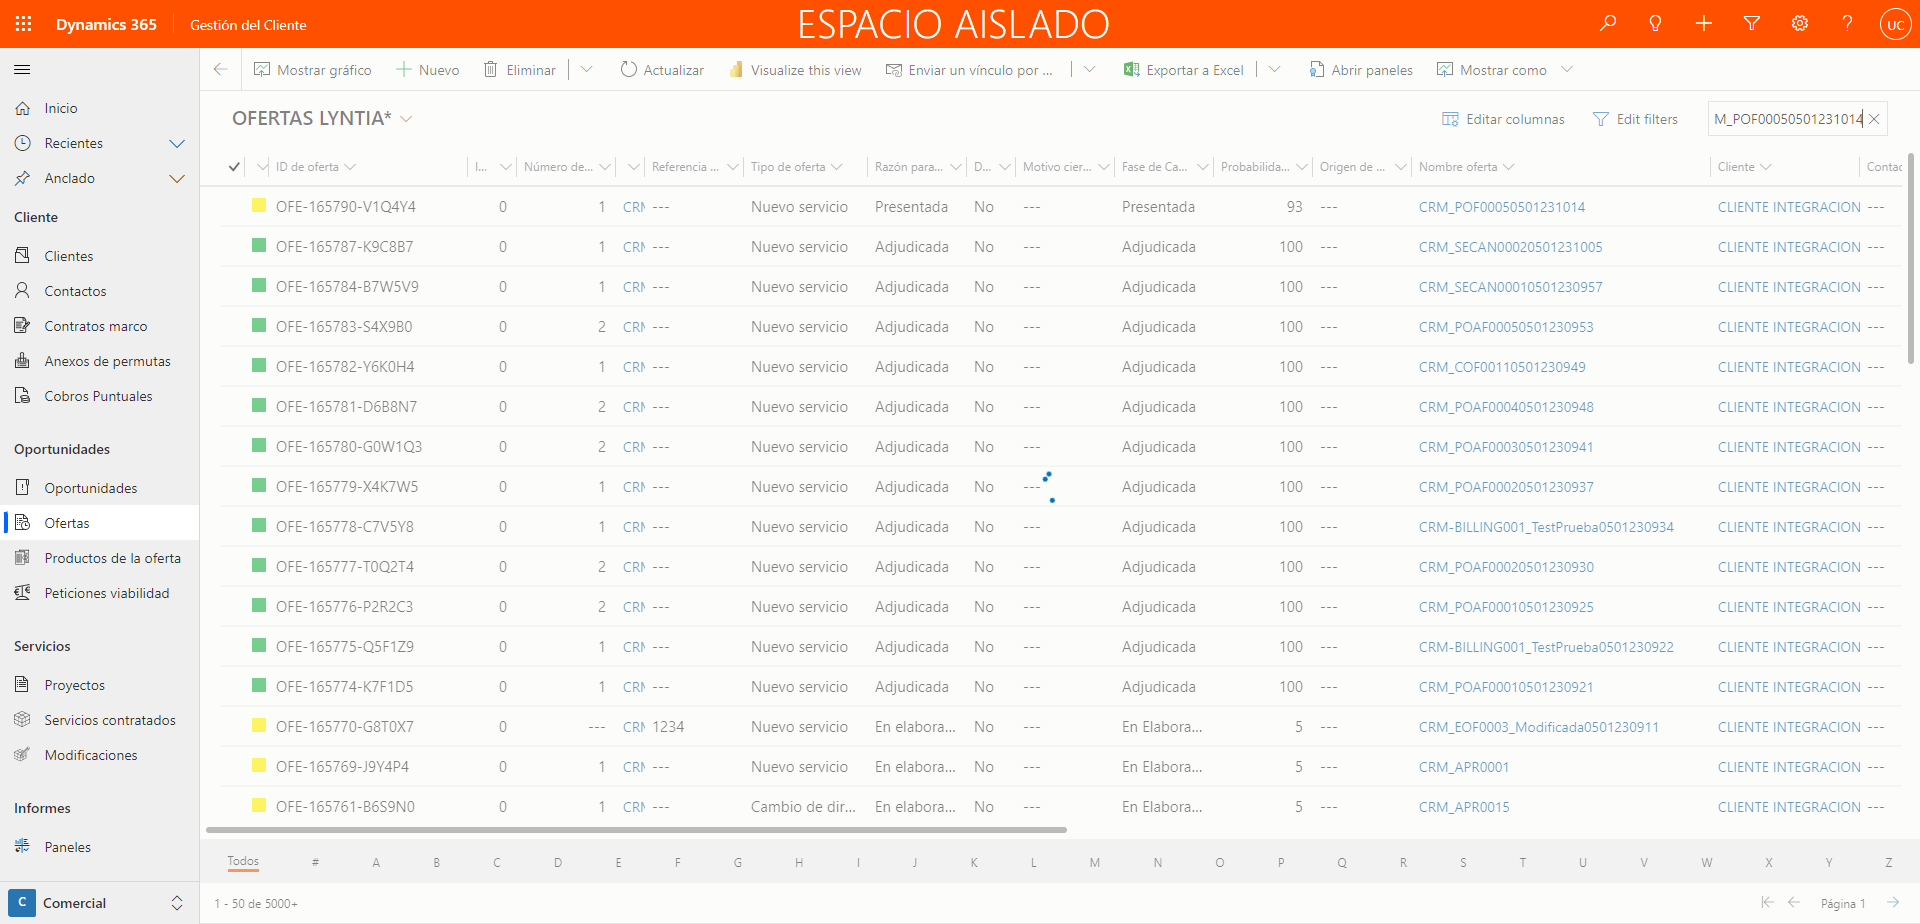 Dynamics 365 Gestión del Cliente ESPACIO AISLADO UC
Mostrar gráfico Nuevo Eliminar Actualizar Visualize this view Enviar un vínculo por ... Exportar a Excel Abrir paneles Mostrar como
Inicio
Recientes
Anclado
Cliente
Clientes
Contactos
Contratos marco
Anexos de permutas
Cobros Puntuales
Oportunidades
Oportunidades
Ofertas
Productos de la oferta
Peticiones viabilidad
Servicios
Proyectos
Servicios contratados
Modificaciones
Informes
Paneles
C Comercial
OFERTAS LYNTIA* Editar columnas Edit filters M_POF00050501231014
ID de oferta I... Número de... Referencia ... Tipo de oferta Razón para... D... Motivo cier... Fase de Ca... Probabilida... Origen de ... Nombre oferta Cliente Contac
OFE-165790-V1Q4Y4 0 1 CRM --- Nuevo servicio Presentada No --- Presentada 93 --- CRM_POF00050501231014 CLIENTE INTEGRACION ---
OFE-165787-K9C8B7 0 1 CRM --- Nuevo servicio Adjudicada No --- Adjudicada 100 --- CRM_SECAN00020501231005 CLIENTE INTEGRACION ---
OFE-165784-B7W5V9 0 1 CRM --- Nuevo servicio Adjudicada No --- Adjudicada 100 --- CRM_SECAN00010501230957 CLIENTE INTEGRACION ---
OFE-165783-S4X9B0 0 2 CRM --- Nuevo servicio Adjudicada No --- Adjudicada 100 --- CRM_POAF00050501230953 CLIENTE INTEGRACION ---
OFE-165782-Y6K0H4 0 1 CRM --- Nuevo servicio Adjudicada No --- Adjudicada 100 --- CRM_COF00110501230949 CLIENTE INTEGRACION ---
OFE-165781-D6B8N7 0 2 CRM --- Nuevo servicio Adjudicada No --- Adjudicada 100 --- CRM_POAF00040501230948 CLIENTE INTEGRACION ---
OFE-165780-G0W1Q3 0 2 CRM --- Nuevo servicio Adjudicada No --- Adjudicada 100 --- CRM_POAF00030501230941 CLIENTE INTEGRACION ---
OFE-165779-X4K7W5 0 1 CRM --- Nuevo servicio Adjudicada No --- Adjudicada 100 --- CRM_POAF00020501230937 CLIENTE INTEGRACION ---
OFE-165778-C7V5Y8 0 1 CRM --- Nuevo servicio Adjudicada No --- Adjudicada 100 --- CRM-BILLING001_TestPrueba0501230934 CLIENTE INTEGRACION ---
OFE-165777-T0Q2T4 0 2 CRM --- Nuevo servicio Adjudicada No --- Adjudicada 100 --- CRM_POAF00020501230930 CLIENTE INTEGRACION ---
OFE-165776-P2R2C3 0 2 CRM --- Nuevo servicio Adjudicada No --- Adjudicada 100 --- CRM_POAF00010501230925 CLIENTE INTEGRACION ---
OFE-165775-Q5F1Z9 0 1 CRM --- Nuevo servicio Adjudicada No --- Adjudicada 100 --- CRM-BILLING001_TestPrueba0501230922 CLIENTE INTEGRACION ---
OFE-165774-K7F1D5 0 1 CRM --- Nuevo servicio Adjudicada No --- Adjudicada 100 --- CRM_POAF00010501230921 CLIENTE INTEGRACION ---
OFE-165770-G8T0X7 0 --- CRM 1234 Nuevo servicio En elabora... No --- En Elabora... 5 --- CRM_EOF0003_Modificada0501230911 CLIENTE INTEGRACION ---
OFE-165769-J9Y4P4 0 1 CRM --- Nuevo servicio En elabora... No --- En Elabora... 5 --- CRM_APR0001 CLIENTE INTEGRACION ---
OFE-165761-B6S9N0 0 1 CRM --- Cambio de dir... En elabora... No --- En Elabora... 5 --- CRM_APR0015 CLIENTE INTEGRACION ---
Todos # A B C D E F G H I J K L M N O P Q R S T U V W X Y Z
1 - 50 de 5000+ Página 1